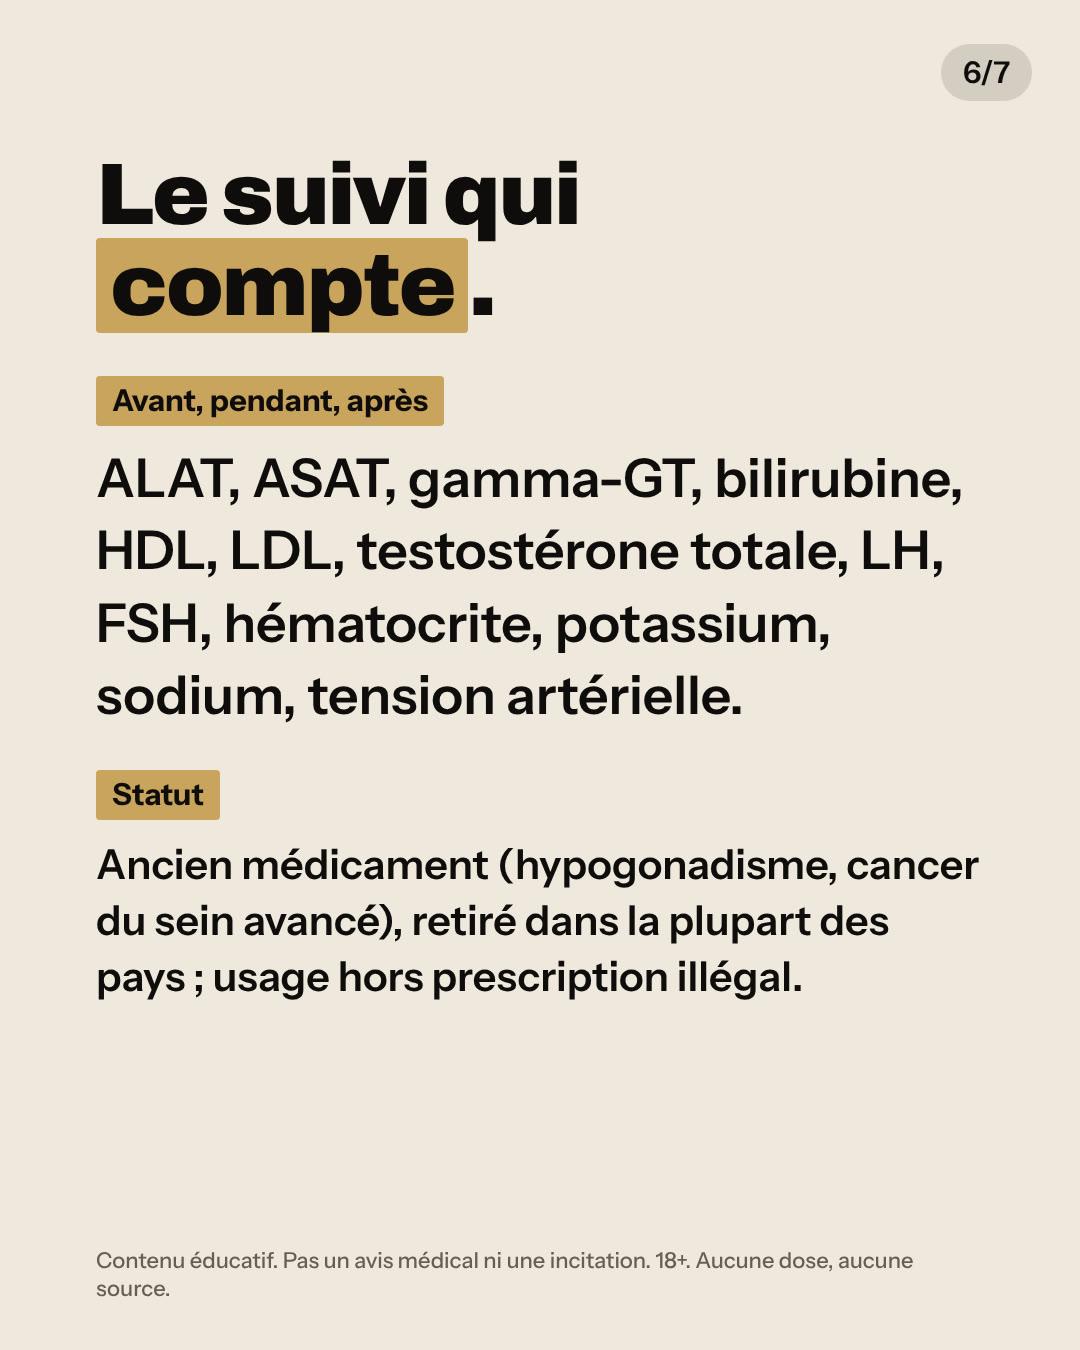 6/7
Le suivi qui
compte.
Avant, pendant, après
ALAT, ASAT, gamma-GT, bilirubine,
HDL, LDL, testostérone totale, LH,
FSH, hématocrite, potassium,
sodium, tension artérielle.
Statut
Ancien médicament (hypogonadisme, cancer
du sein avancé), retiré dans la plupart des
pays ; usage hors prescription illégal.
Contenu éducatif. Pas un avis médical ni une incitation. 18+. Aucune dose, aucune
source.